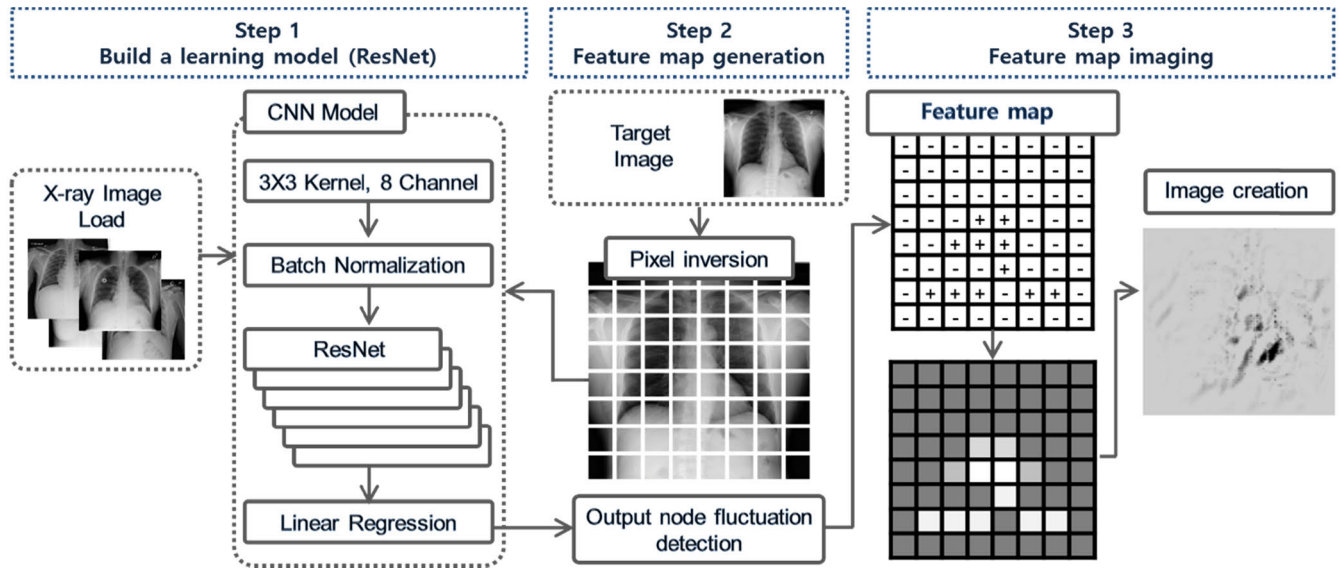 Step 1
Build a learning model (ResNet)
Step 2
Feature map generation
Step 3
Feature map imaging
CNN Model
3X3 Kernel, 8 Channel
Batch Normalization
ResNet
Linear Regression
X-ray Image
Load
Target
Image
Pixel inversion
Output node fluctuation
detection
Feature map
- - - - - - - -
- - - - - - - -
- - - - - - - -
- - - + + - - -
- - + + + - - -
- - - - + - - -
- + + + - + + -
- - - - - - - -
Image creation